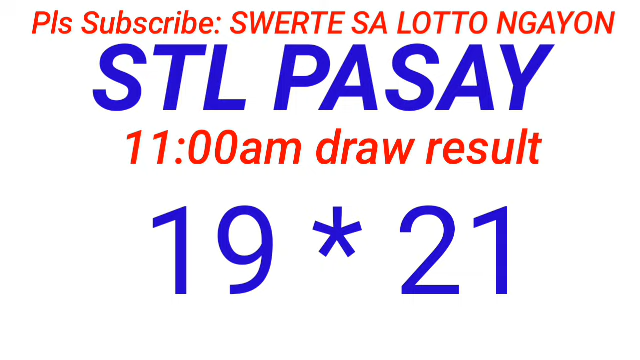 Pls Subscribe: SWERTE SA LOTTO NGAYON
STL PASAY
11:00am draw result
19 * 21